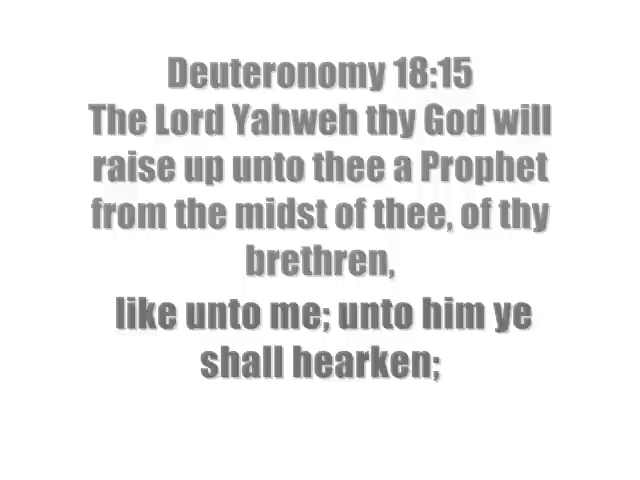 Deuteronomy 18:15
The Lord Yahweh thy God will
raise up unto thee a Prophet
from the midst of thee, of thy
brethren,
like unto me; unto him ye
shall hearken;